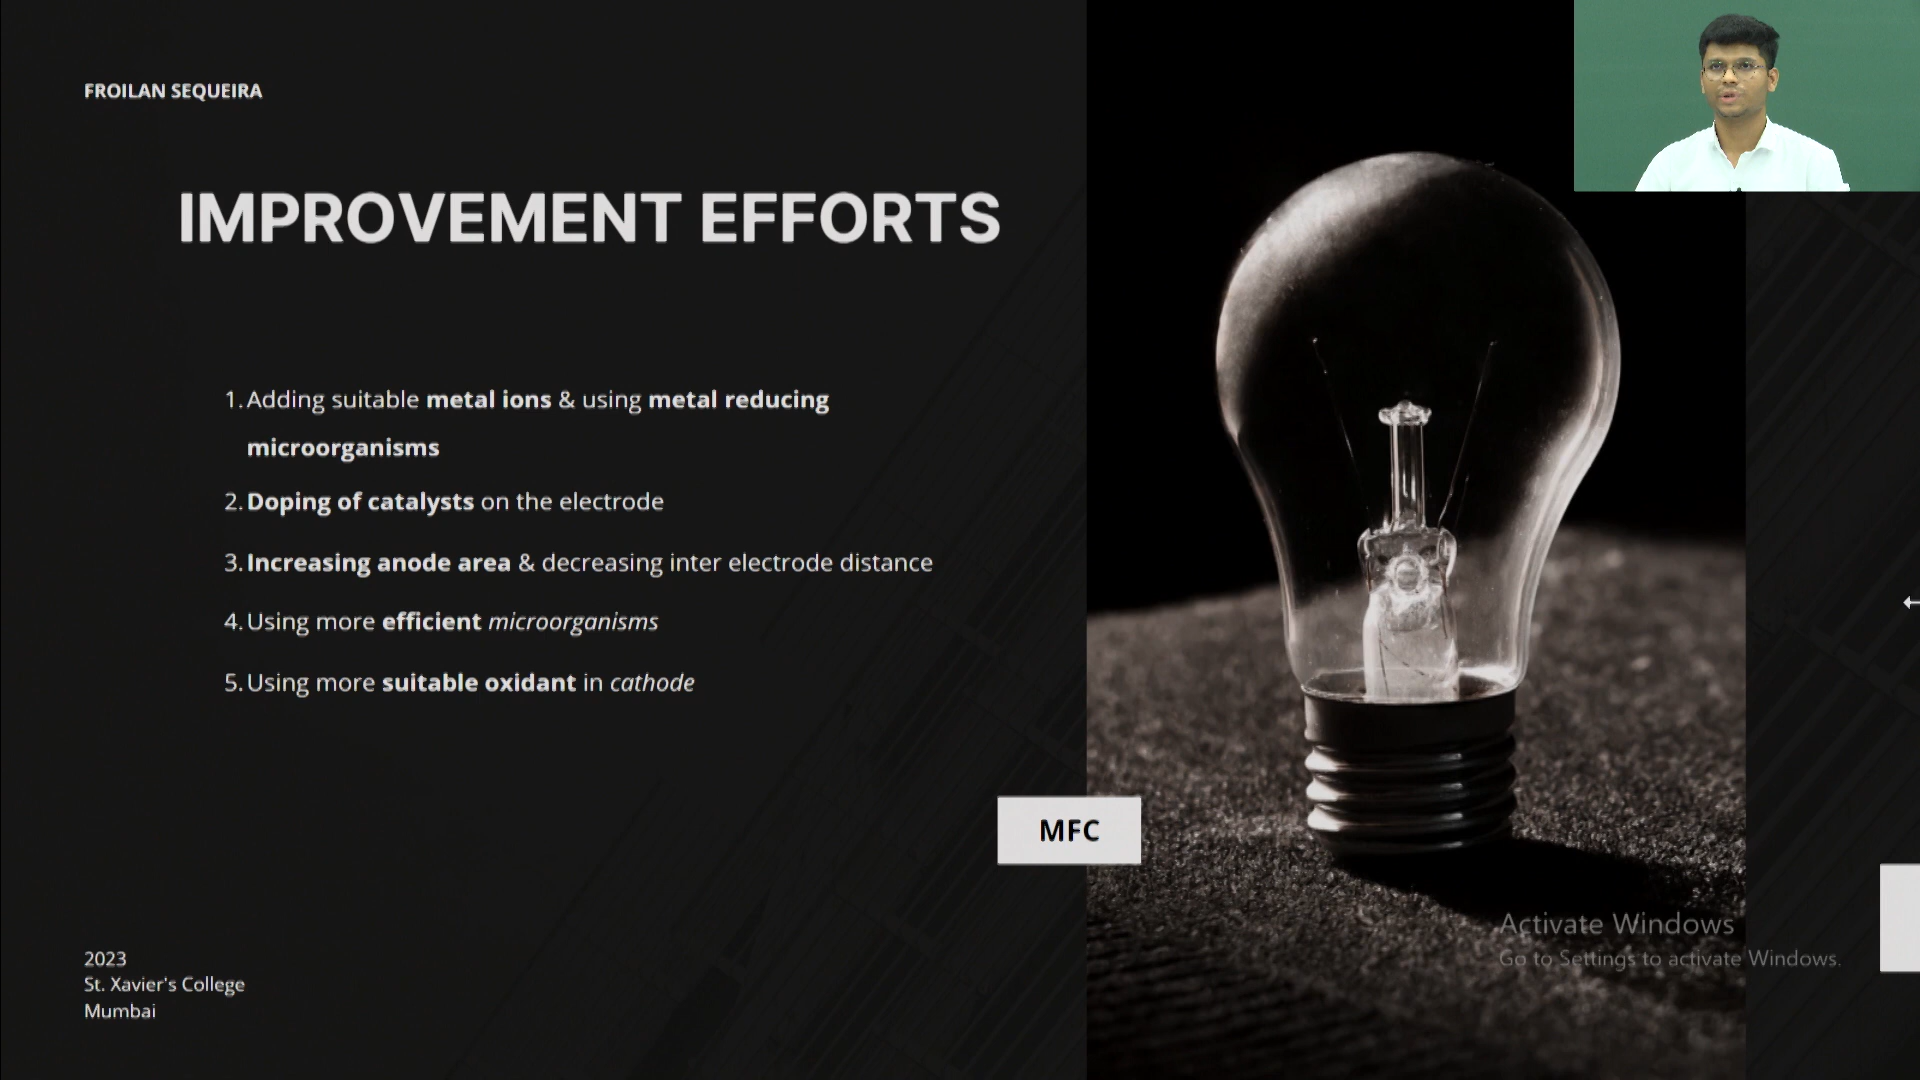 FROILAN SEQUEIRA
IMPROVEMENT EFFORTS
1. Adding suitable metal ions & using metal reducing
microorganisms
2. Doping of catalysts on the electrode
3. Increasing anode area & decreasing inter electrode distance
4. Using more efficient microorganisms
5. Using more suitable oxidant in cathode
MFC
Activate Windows
Go to Settings to activate Windows.
2023
St. Xavier's College
Mumbai